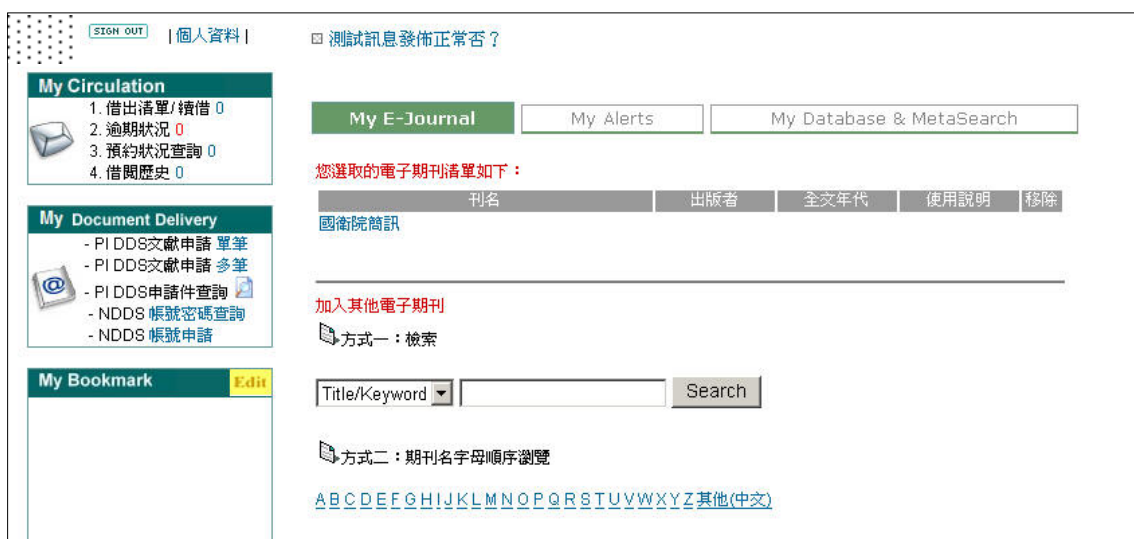 SIGN OUT |個人資料|
測試訊息發佈正常否？
My Circulation
1. 借出清單/續借 0
2. 逾期狀況 0
3. 預約狀況查詢 0
4. 借閱歷史 0
My Document Delivery
- PI DDS文獻申請 單筆
- PI DDS文獻申請 多筆
- PI DDS申請件查詢
- NDDS 帳號密碼查詢
- NDDS 帳號申請
My Bookmark Edit
My E-Journal My Alerts My Database & MetaSearch
您選取的電子期刊清單如下：
刊名 出版者 全文年代 使用說明 移除
國衛院簡訊
加入其他電子期刊
方式一：檢索
Title/Keyword Search
方式二：期刊名字母順序瀏覽
A B C D E F G H I J K L M N O P Q R S T U V W X Y Z 其他(中文)